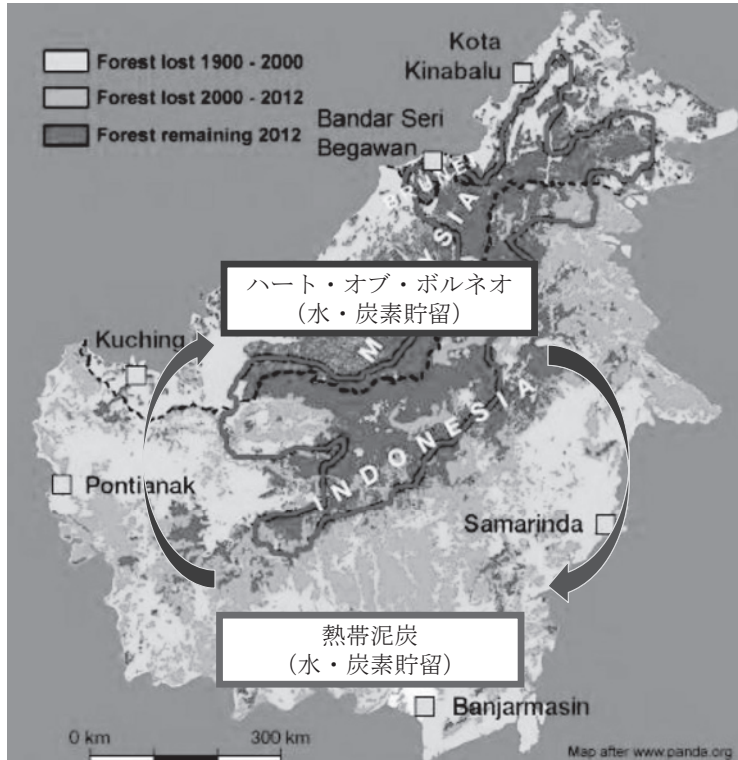 Forest lost 1900 - 2000
Forest lost 2000 - 2012
Forest remaining 2012
Kota
Kinabalu
Bandar Seri
Begawan
BRUNE
ハート・オブ・ボルネオ
（水・炭素貯留）
Kuching
INDONESIA
Pontianak
Samarinda
熱帯泥炭
（水・炭素貯留）
Banjarmasin
0 km
300 km
Map after www.panda.org